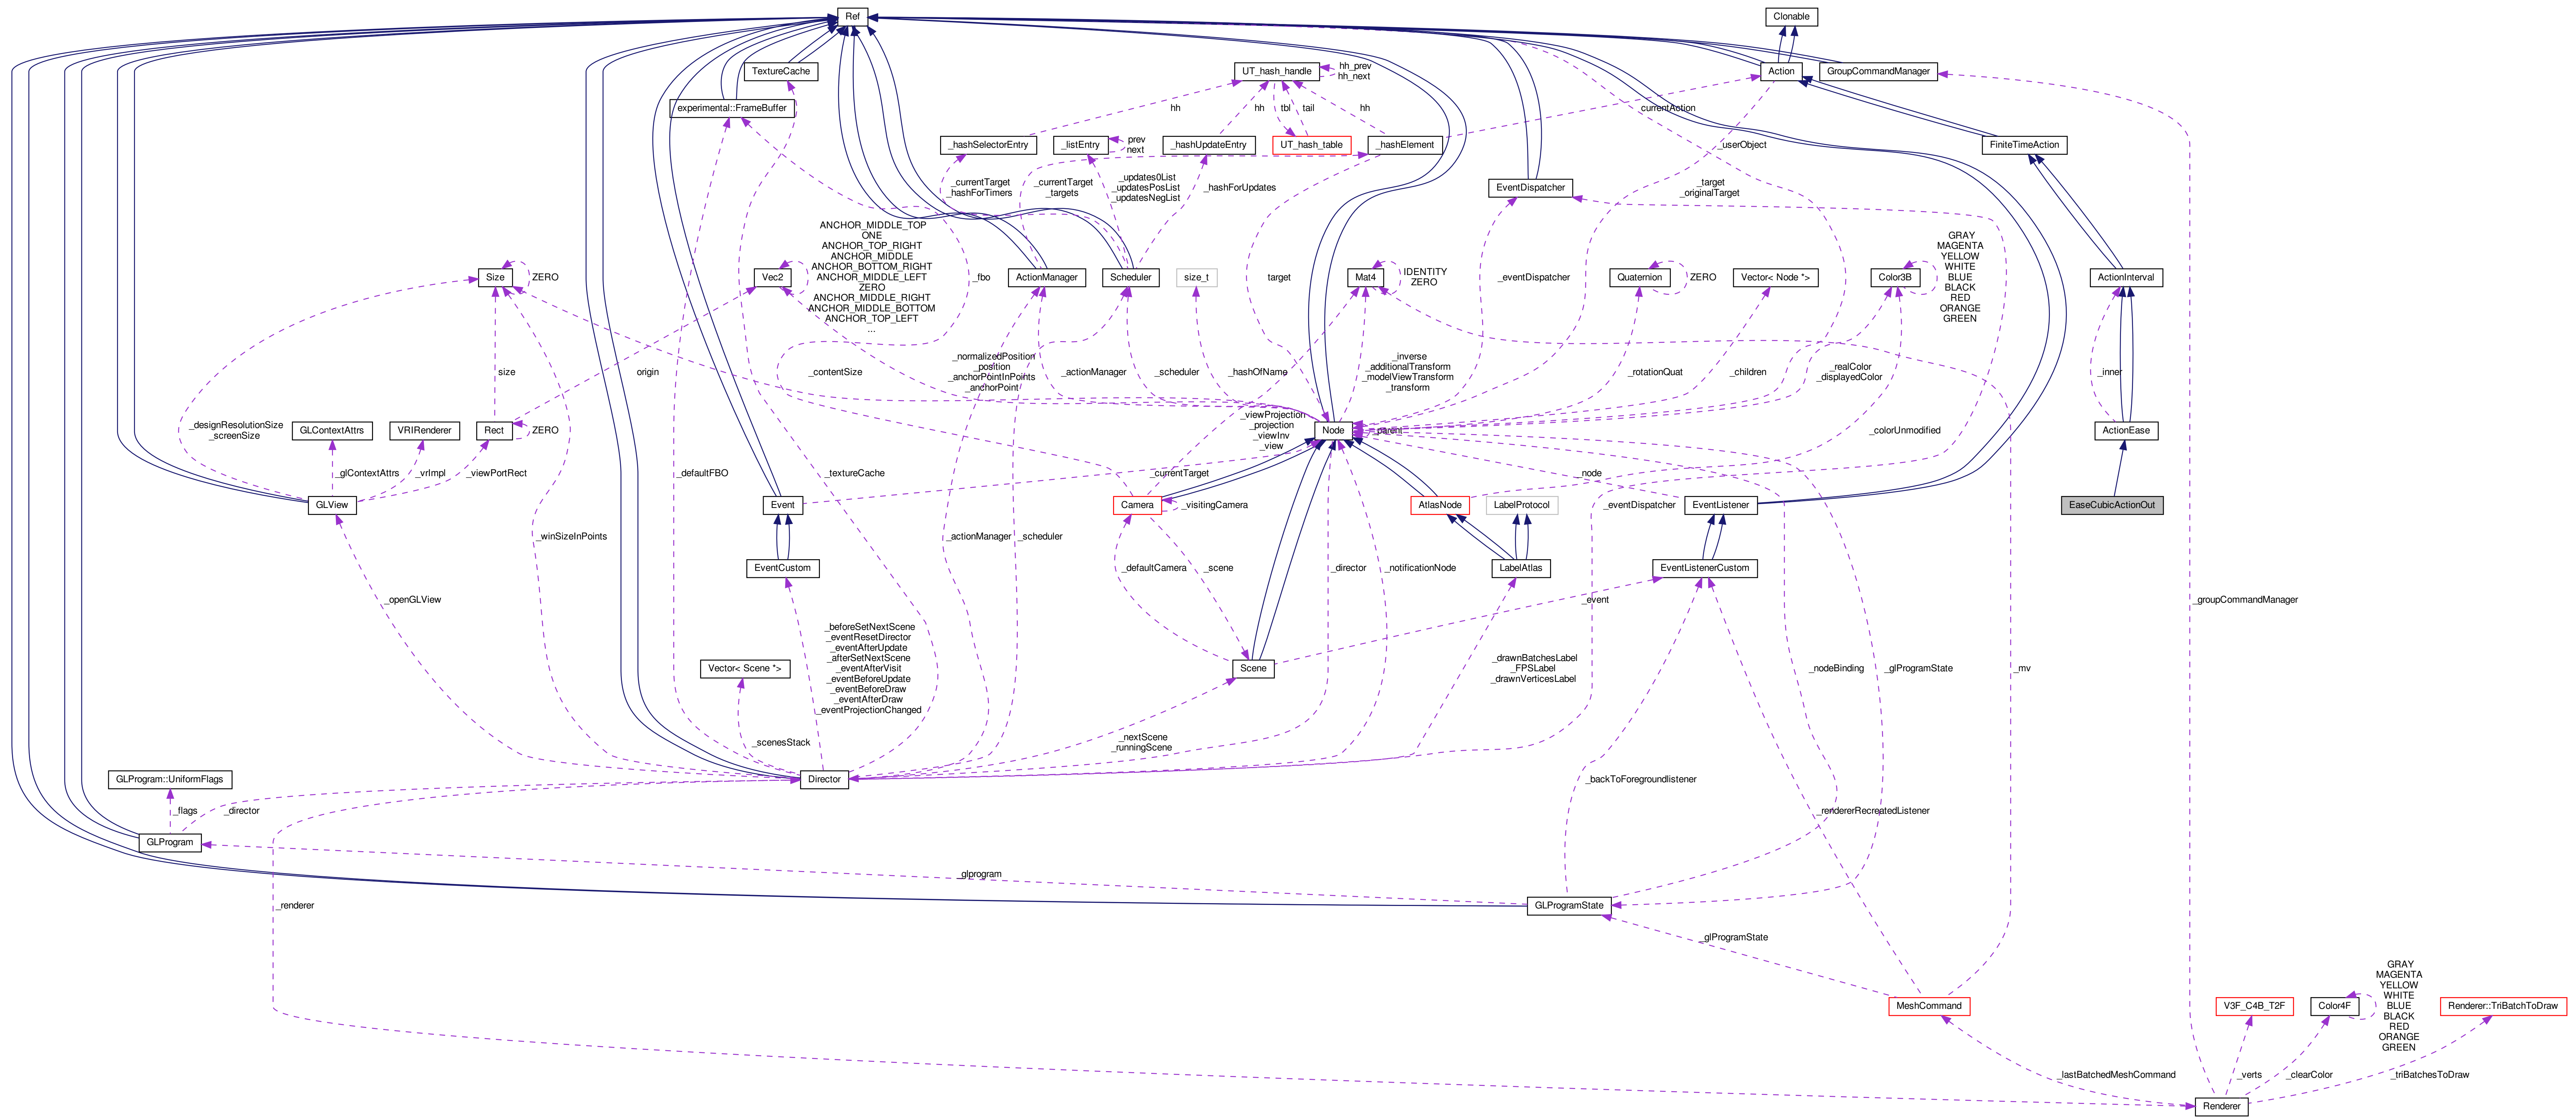 Ref
Clonable
TextureCache
UT_hash_handle
hh_prev
hh_next
Action
GroupCommandManager
experimental::FrameBuffer
hh
hh
tbl
tail
hh
currentAction
_hashSelectorEntry
_listEntry
prev
next
_hashUpdateEntry
UT_hash_table
_hashElement
_userObject
FiniteTimeAction
_currentTarget
_hashForTimers
_currentTarget
_targets
_updates0List
_updatesPosList
_updatesNegList
_hashForUpdates
EventDispatcher
_target
_originalTarget
ANCHOR_MIDDLE_TOP
ONE
ANCHOR_TOP_RIGHT
ANCHOR_MIDDLE
ANCHOR_BOTTOM_RIGHT
ANCHOR_MIDDLE_LEFT
ZERO
ANCHOR_MIDDLE_RIGHT
ANCHOR_MIDDLE_BOTTOM
ANCHOR_TOP_LEFT
...
GRAY
MAGENTA
YELLOW
WHITE
BLUE
BLACK
RED
ORANGE
GREEN
Size
ZERO
Vec2
_fbo
ActionManager
Scheduler
size_t
target
Mat4
IDENTITY
ZERO
_eventDispatcher
Quaternion
ZERO
Vector< Node *>
Color3B
ActionInterval
size
origin
_contentSize
_normalizedPosition
_position
_anchorPointInPoints
_anchorPoint
_actionManager
_scheduler
_hashOfName
_inverse
_additionalTransform
_modelViewTransform
_transform
_rotationQuat
_children
_realColor
_displayedColor
_inner
_designResolutionSize
_screenSize
GLContextAttrs
VRIRenderer
Rect
ZERO
_viewProjection
_projection
_viewInv
_view
Node
_parent
_colorUnmodified
ActionEase
_glContextAttrs
_vrImpl
_viewPortRect
_defaultFBO
_textureCache
_currentTarget
_node
GLView
Event
Camera
_visitingCamera
AtlasNode
LabelProtocol
_eventDispatcher
EventListener
EaseCubicActionOut
_winSizeInPoints
_actionManager
_scheduler
EventCustom
_defaultCamera
_scene
_director
_notificationNode
LabelAtlas
EventListenerCustom
_openGLView
_event
_groupCommandManager
_beforeSetNextScene
_eventResetDirector
_eventAfterUpdate
_afterSetNextScene
_eventAfterVisit
_eventBeforeUpdate
_eventBeforeDraw
_eventAfterDraw
_eventProjectionChanged
Vector< Scene *>
Scene
_drawnBatchesLabel
_FPSLabel
_drawnVerticesLabel
_nodeBinding
_glProgramState
_mv
_scenesStack
_nextScene
_runningScene
GLProgram::UniformFlags
Director
_backToForegroundlistener
_flags
_director
_rendererRecreatedListener
GLProgram
_glprogram
_renderer
GLProgramState
_glProgramState
GRAY
MAGENTA
YELLOW
WHITE
BLUE
BLACK
RED
ORANGE
GREEN
MeshCommand
V3F_C4B_T2F
Color4F
Renderer::TriBatchToDraw
_lastBatchedMeshCommand
_verts
_clearColor
_triBatchesToDraw
Renderer